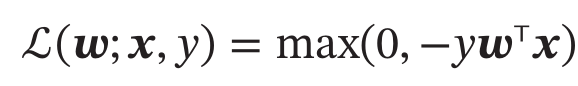 ℒ(𝒘; 𝒙, y) = max(0, −y𝒘ᵀ𝒙)